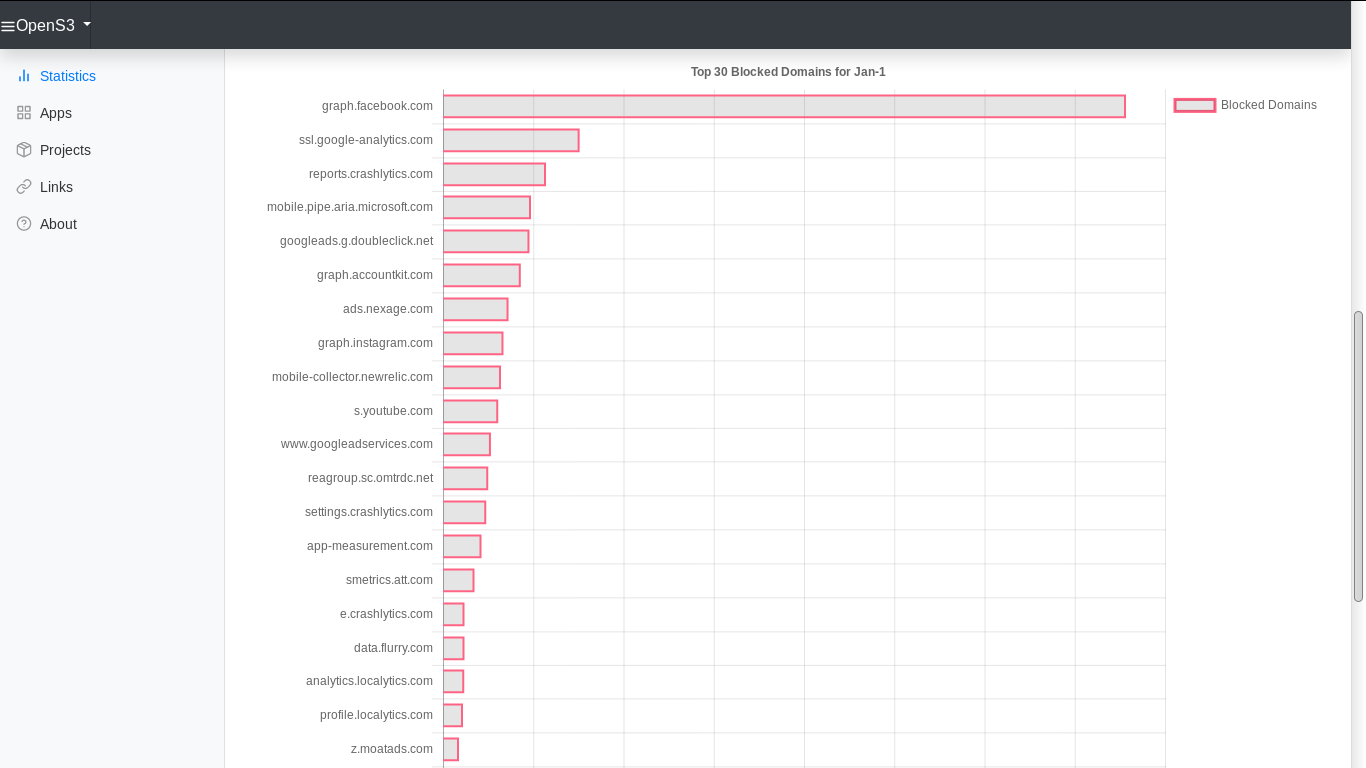 OpenS3
Statistics
Apps
Projects
Links
About
Top 30 Blocked Domains for Jan-1
Blocked Domains
graph.facebook.com
ssl.google-analytics.com
reports.crashlytics.com
mobile.pipe.aria.microsoft.com
googleads.g.doubleclick.net
graph.accountkit.com
ads.nexage.com
graph.instagram.com
mobile-collector.newrelic.com
s.youtube.com
www.googleadservices.com
reagroup.sc.omtrdc.net
settings.crashlytics.com
app-measurement.com
smetrics.att.com
e.crashlytics.com
data.flurry.com
analytics.localytics.com
profile.localytics.com
z.moatads.com